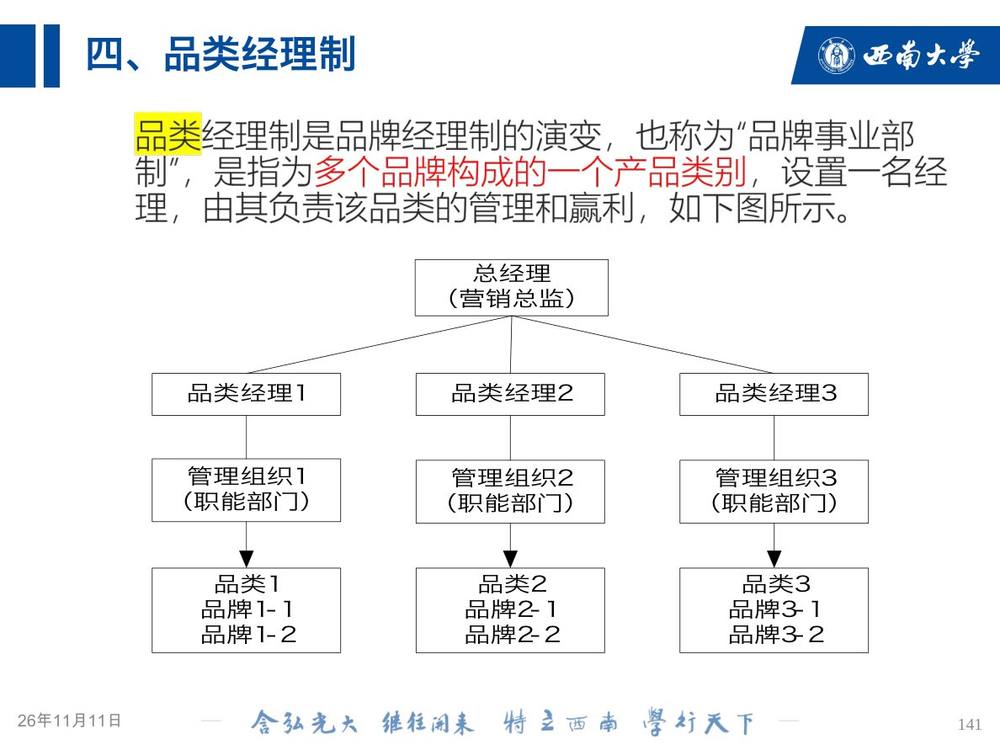 四、品类经理制
西南大学
品类经理制是品牌经理制的演变，也称为“品牌事业部
制”，是指为多个品牌构成的一个产品类别，设置一名经
理，由其负责该品类的管理和赢利，如下图所示。
总经理
（营销总监）
品类经理1
品类经理2
品类经理3
管理组织1
（职能部门）
管理组织2
（职能部门）
管理组织3
（职能部门）
品类1
品牌1-1
品牌1-2
品类2
品牌2-1
品牌2-2
品类3
品牌3-1
品牌3-2
26年11月11日
含弘光大 继往开来 特立西南 學行天下
141